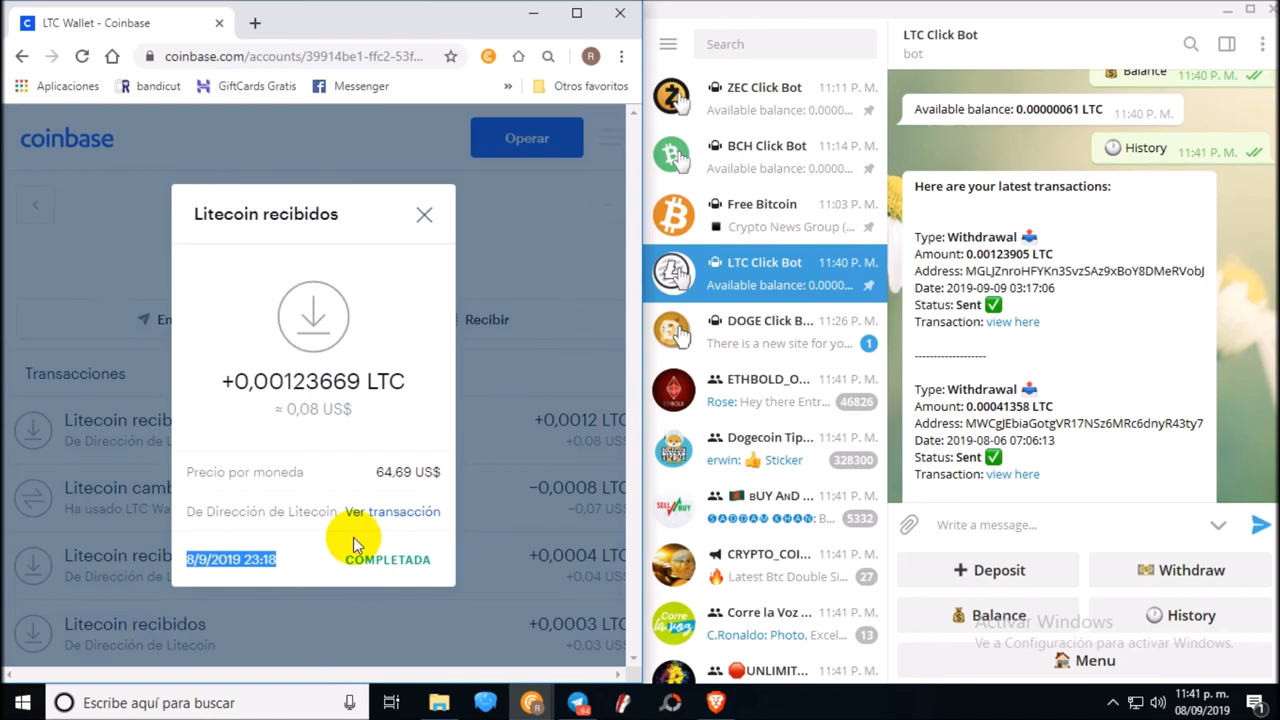 LTC Wallet - Coinbase
coinbase.com/accounts/39914be1-ffc2-53f...
R
Aplicaciones
bandicut
GiftCards Gratis
Messenger
»
Otros favoritos
coinbase
Operar
Litecoin recibidos
+0,00123669 LTC
≈ 0,08 US$
Precio por moneda
64,69 US$
De Dirección de Litecoin
Ver transacción
8/9/2019 23:18
COMPLETADA
En
Recibir
Transacciones
Litecoin recib
+0,0012 LTC
De Dirección de L
+0,08 US$
Litecoin camb
−0,0008 LTC
Ha usado LTC Wa
−0,07 US$
Litecoin recib
+0,0004 LTC
De Dirección de L
+0,04 US$
Litecoin recibidos
+0,0003 LTC
De Dirección de Litecoin
+0,03 US$
Search
ZEC Click Bot
11:11 P. M.
Available balance: 0.0000...
BCH Click Bot
11:14 P. M.
Available balance: 0.0000...
Free Bitcoin
11:03 P. M.
Crypto News Group (...
LTC Click Bot
11:40 P. M.
Available balance: 0.0000...
DOGE Click B...
11:26 P. M.
There is a new site for yo...
1
ETHBOLD_O...
11:41 P. M.
Rose: Hey there Entr...
46826
Dogecoin Tip...
11:41 P. M.
erwin: 👍 Sticker
328300
BUY AND ...
11:41 P. M.
SADDAM KHAN: B...
5332
CRYPTO_COI...
11:41 P. M.
🔥 Latest Btc Double Si...
27
Corre la Voz ...
11:41 P. M.
C.Ronaldo: Photo, Excel...
13
UNLIMIT...
11:41 P. M.
LTC Click Bot
bot
Balance
11:40 P. M.
Available balance: 0.00000061 LTC
11:40 P. M.
History
11:41 P. M.
Here are your latest transactions:
Type: Withdrawal 📤
Amount: 0.00123905 LTC
Address: MGLJZnroHFYKn3SvzSAz9xBoY8DMeRVobJ
Date: 2019-09-09 03:17:06
Status: Sent ✅
Transaction: view here
------------------
Type: Withdrawal 📤
Amount: 0.00041358 LTC
Address: MWCgJEbiaGotgVR17NSz6MRc6dnyR43ty7
Date: 2019-08-06 07:06:13
Status: Sent ✅
Transaction: view here
Write a message...
+ Deposit
Withdraw
Balance
History
Menu
Activar Windows
Ve a Configuración para activar Windows.
Escribe aquí para buscar
94
11:41 p. m.
08/09/2019
1